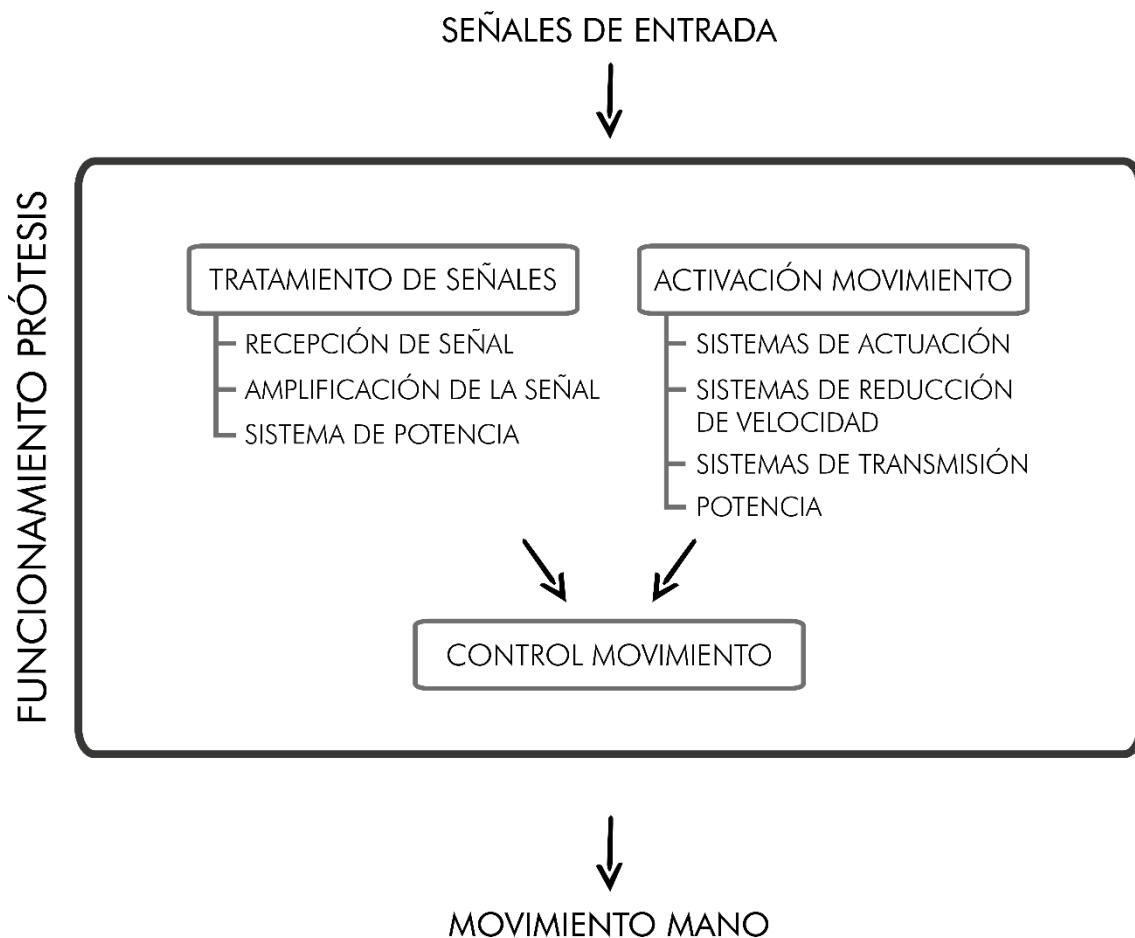 SEÑALES DE ENTRADA
FUNCIONAMIENTO PRÓTESIS
TRATAMIENTO DE SEÑALES
RECEPCIÓN DE SEÑAL
AMPLIFICACIÓN DE LA SEÑAL
SISTEMA DE POTENCIA
ACTIVACIÓN MOVIMIENTO
SISTEMAS DE ACTUACIÓN
SISTEMAS DE REDUCCIÓN
DE VELOCIDAD
SISTEMAS DE TRANSMISIÓN
POTENCIA
CONTROL MOVIMIENTO
MOVIMIENTO MANO